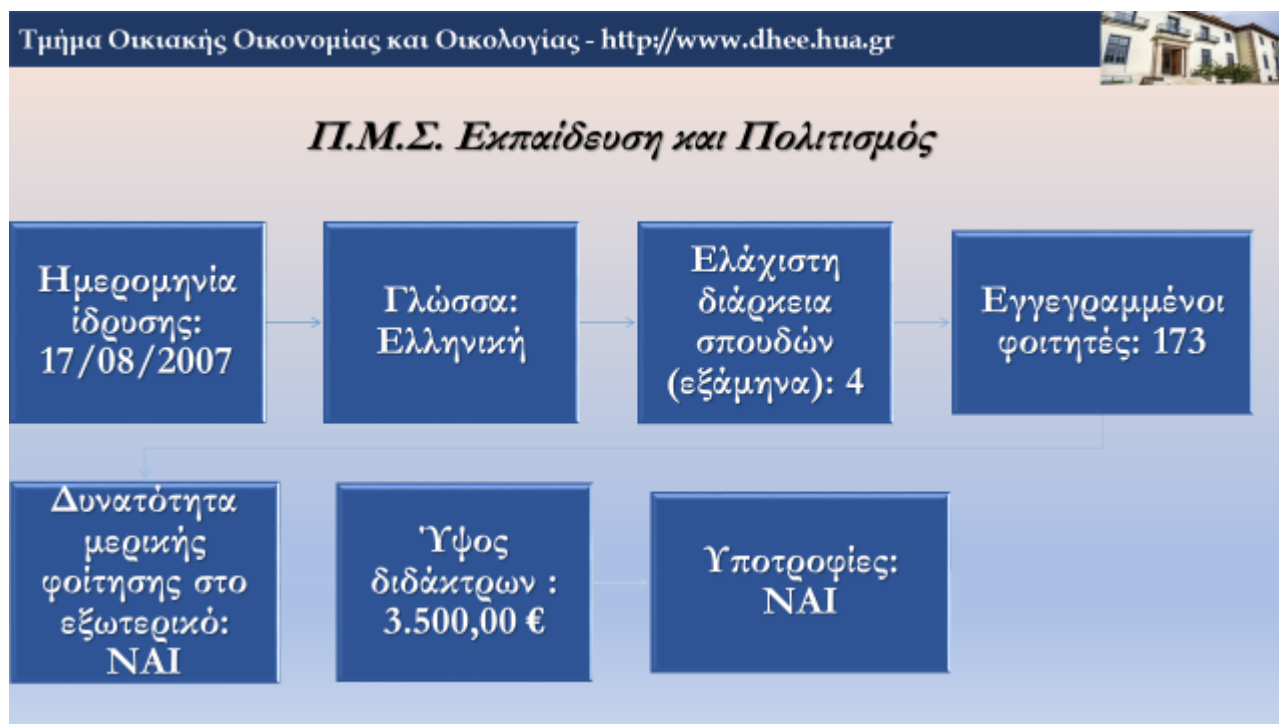 Τμήμα Οικιακής Οικονομίας και Οικολογίας - http://www.dhee.hua.gr
Π.Μ.Σ. Εκπαίδευση και Πολιτισμός
Ημερομηνία
ίδρυσης:
17/08/2007
Γλώσσα:
Ελληνική
Ελάχιστη
διάρκεια
σπουδών
(εξάμηνα): 4
Εγγεγραμμένοι
φοιτητές: 173
Δυνατότητα
μερικής
φοίτησης στο
εξωτερικό:
ΝΑΙ
Ύψος
διδάκτρων :
3.500,00 €
Υποτροφίες:
ΝΑΙ